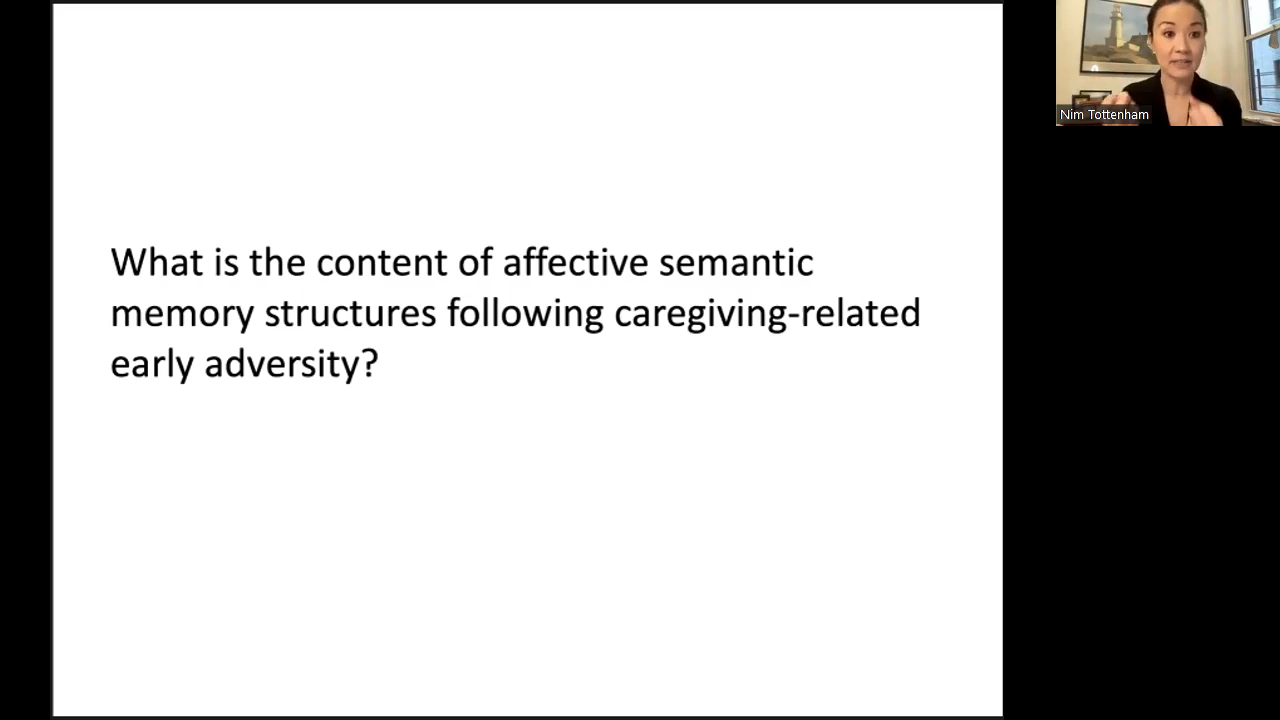 What is the content of affective semantic
memory structures following caregiving-related
early adversity?
Nim Tottenham